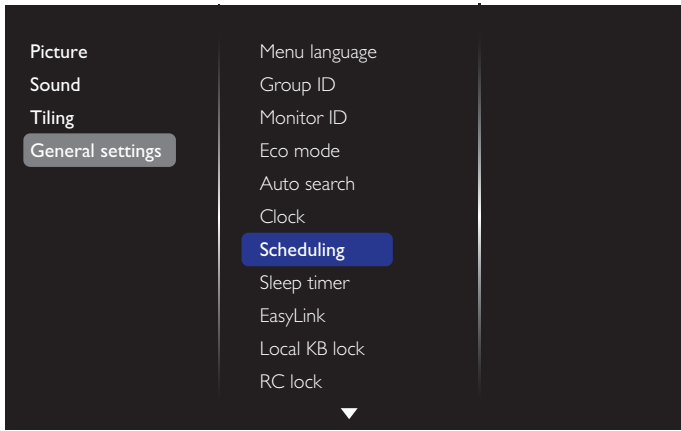 Picture
Sound
Tiling
General settings
Menu language
Group ID
Monitor ID
Eco mode
Auto search
Clock
Scheduling
Sleep timer
EasyLink
Local KB lock
RC lock